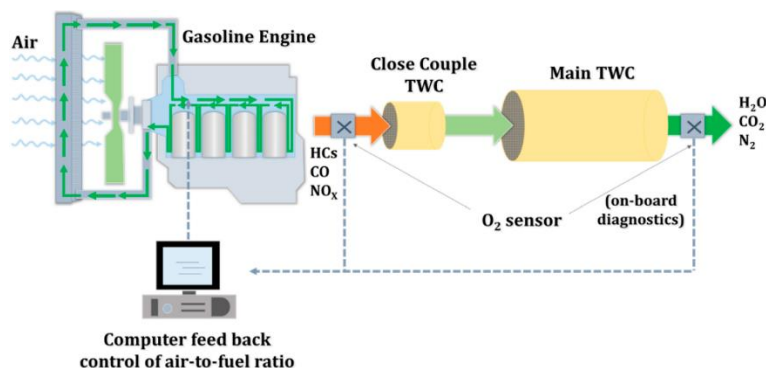 Air
Gasoline Engine
Close Couple
TWC
Main TWC
HCs
CO
NOX
H2O
CO2
N2
O2 sensor
(on-board
diagnostics)
Computer feed back
control of air-to-fuel ratio